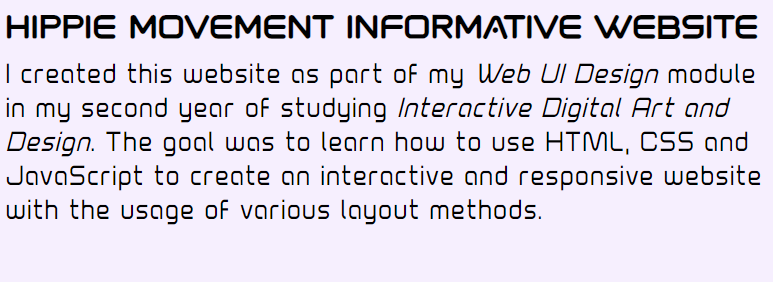 HIPPIE MOVEMENT INFORMATIVE WEBSITE
I created this website as part of my Web UI Design module
in my second year of studying Interactive Digital Art and
Design. The goal was to learn how to use HTML, CSS and
JavaScript to create an interactive and responsive website
with the usage of various layout methods.